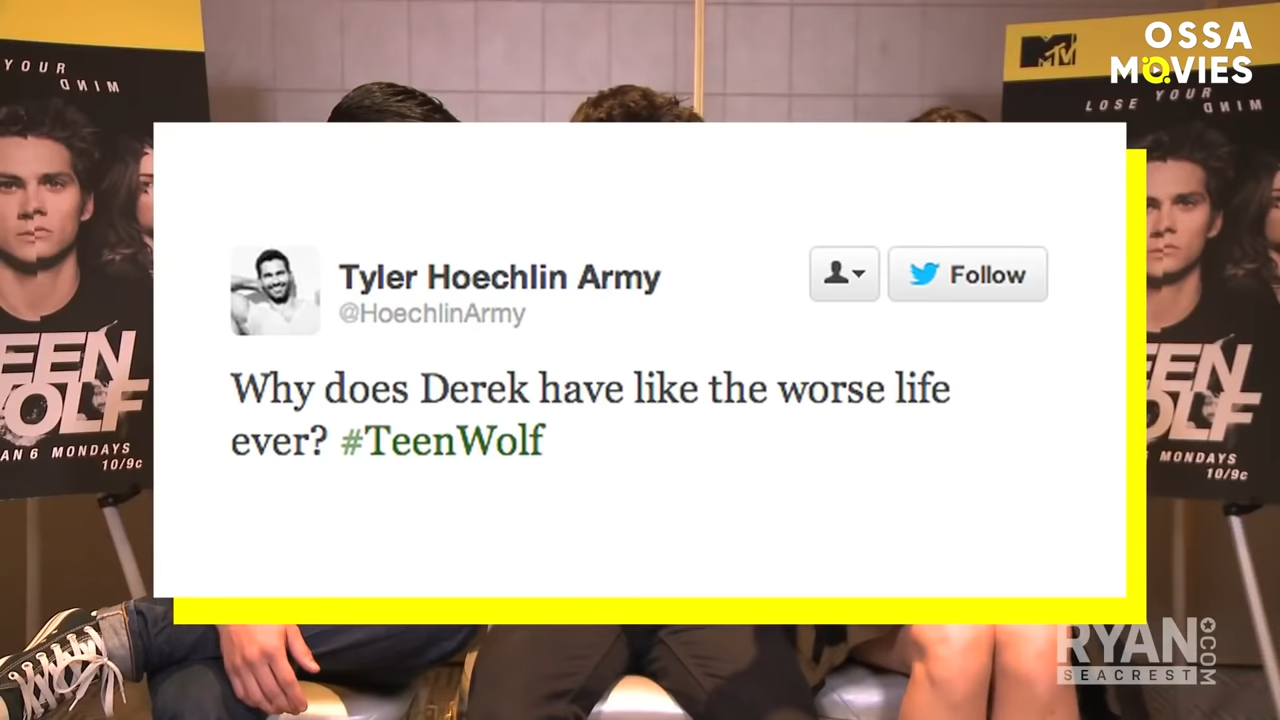 YOUR
MIND
EEN
OLF
AN 6 MONDAYS
10/9c
MTV
OSSA
MOVIES
LOSE YOUR
MIND
Tyler Hoechlin Army
@HoechlinArmy
Follow
Why does Derek have like the worse life
ever? #TeenWolf
EEN
OLF
MONDAYS
10/9c
RYAN
SEACREST
.COM